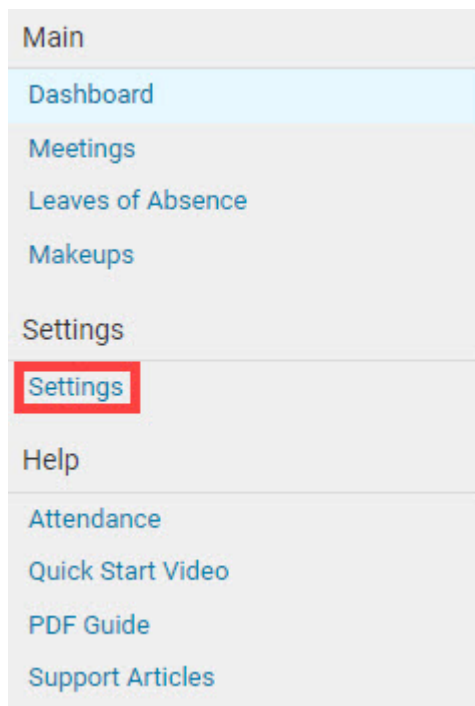 Main
Dashboard
Meetings
Leaves of Absence
Makeups
Settings
Settings
Help
Attendance
Quick Start Video
PDF Guide
Support Articles